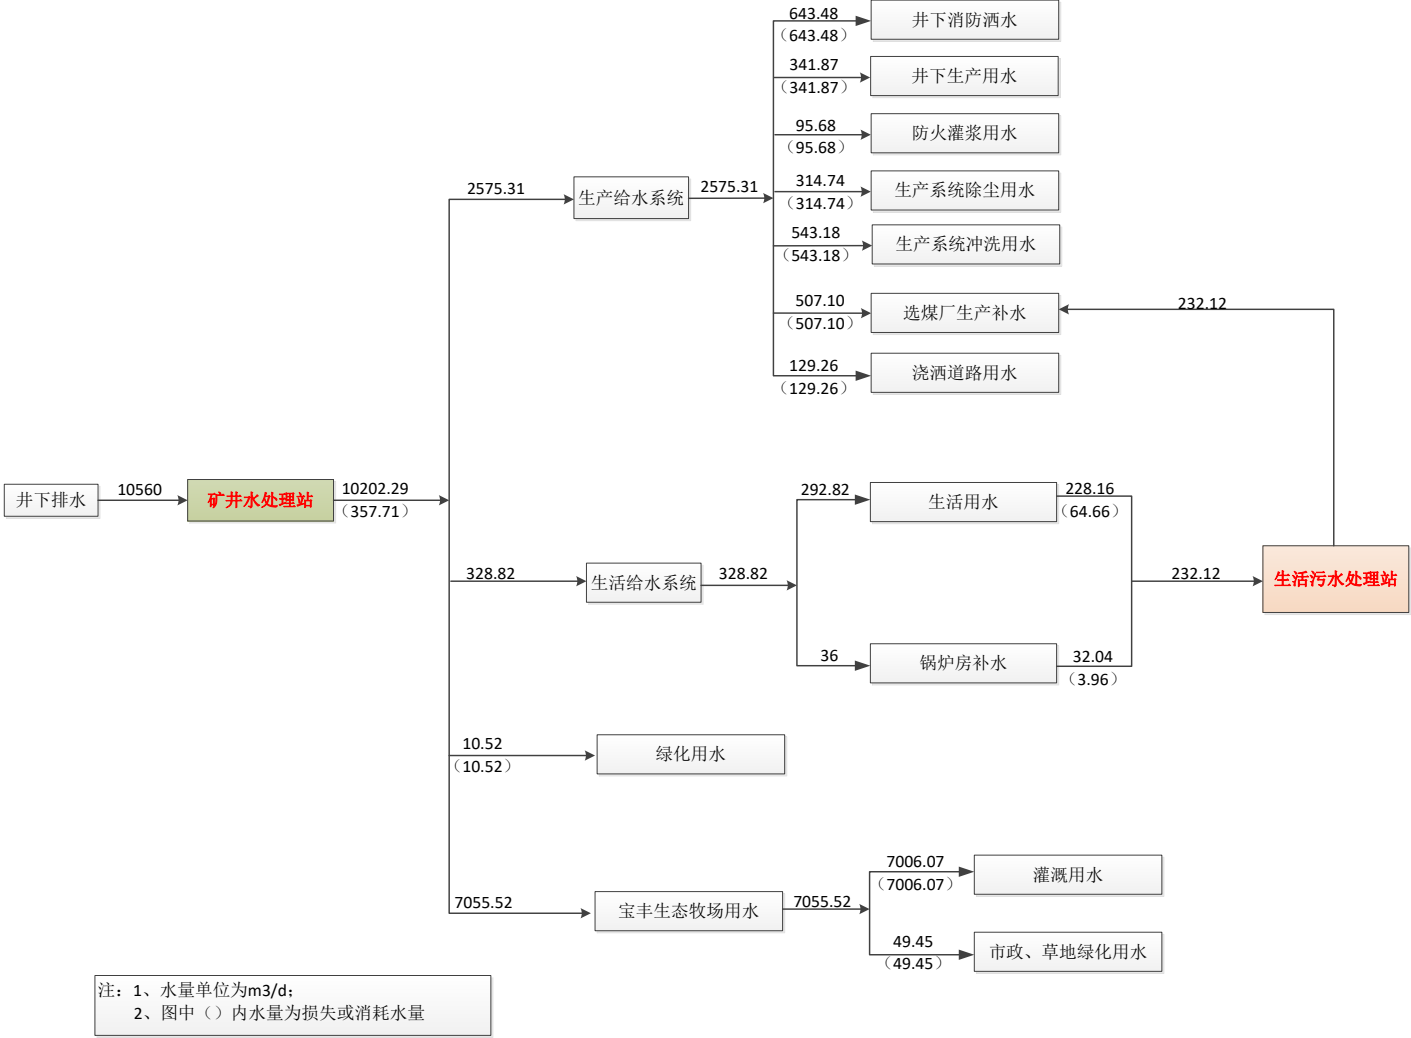 643.48
（643.48）
井下消防洒水
341.87
（341.87）
井下生产用水
95.68
（95.68）
防火灌浆用水
2575.31
生产给水系统
2575.31
314.74
（314.74）
生产系统除尘用水
543.18
（543.18）
生产系统冲洗用水
507.10
（507.10）
选煤厂生产补水
232.12
129.26
（129.26）
浇洒道路用水
井下排水
10560
矿井水处理站
10202.29
（357.71）
292.82
生活用水
228.16
（64.66）
328.82
生活给水系统
328.82
232.12
生活污水处理站
36
锅炉房补水
32.04
（3.96）
10.52
（10.52）
绿化用水
7055.52
宝丰生态牧场用水
7055.52
7006.07
（7006.07）
灌溉用水
49.45
（49.45）
市政、草地绿化用水
注：1、水量单位为m3/d；
2、图中（）内水量为损失或消耗水量